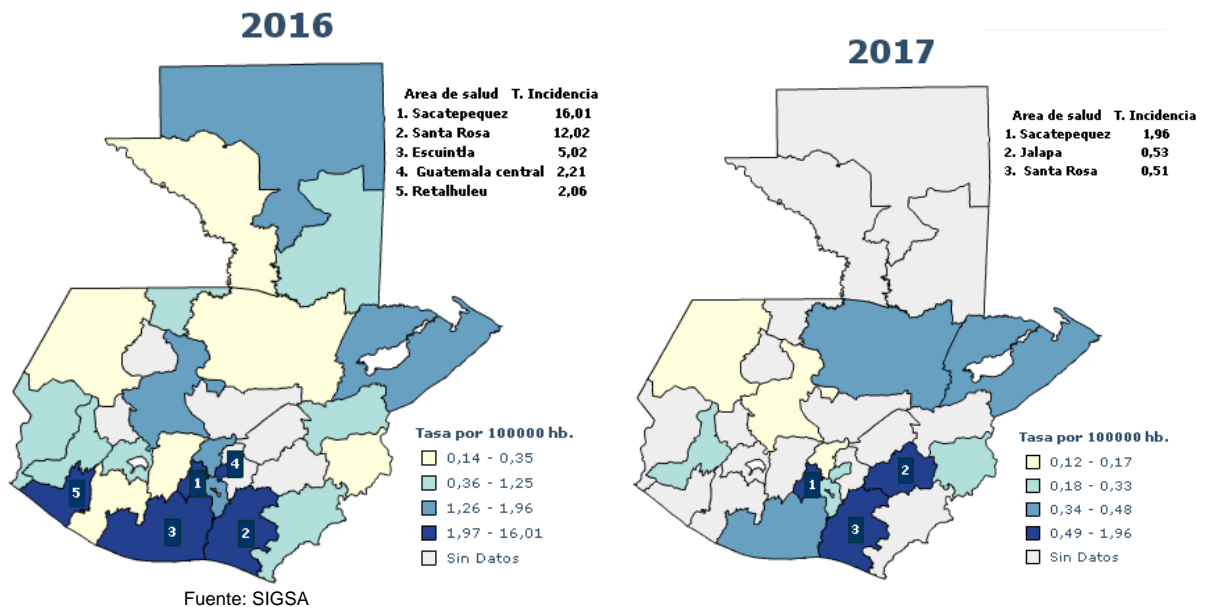 2016
Area de salud T. Incidencia
1. Sacatepequez 16,01
2. Santa Rosa 12,02
3. Escuintla 5,02
4. Guatemala central 2,21
5. Retalhuleu 2,06
4
1
5
3
2
Tasa por 100000 hb.
0,14 - 0,35
0,36 - 1,25
1,26 - 1,96
1,97 - 16,01
Sin Datos
Fuente: SIGSA
2017
Area de salud T. Incidencia
1. Sacatepequez 1,96
2. Jalapa 0,53
3. Santa Rosa 0,51
2
1
3
Tasa por 100000 hb.
0,12 - 0,17
0,18 - 0,33
0,34 - 0,48
0,49 - 1,96
Sin Datos